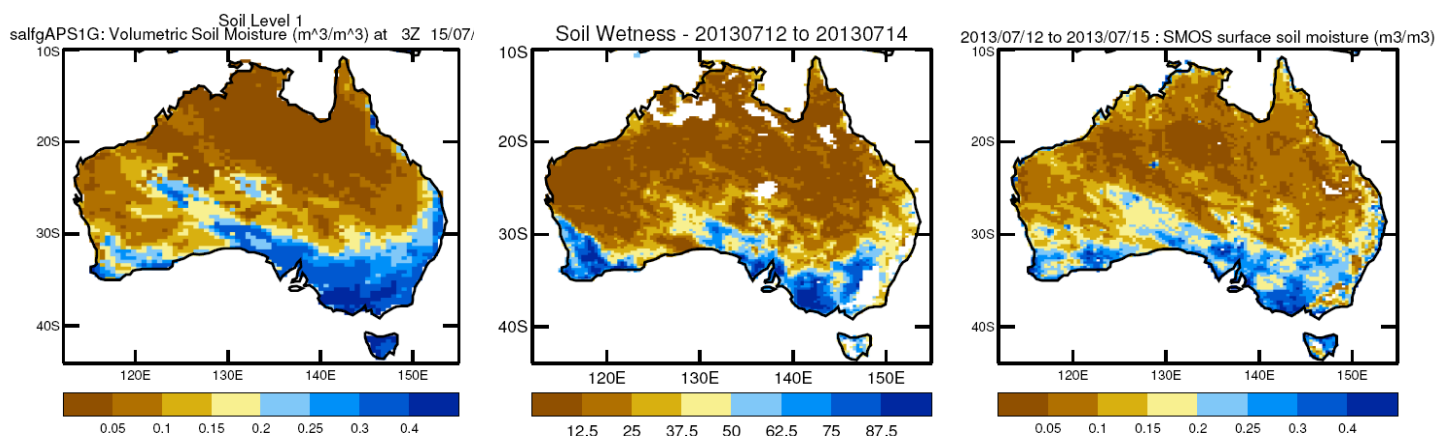 Soil Level 1
salfgAPS1G: Volumetric Soil Moisture (m^3/m^3) at 3Z 15/07/
10S
20S
30S
40S
120E 130E 140E 150E
0.05 0.1 0.15 0.2 0.25 0.3 0.4
Soil Wetness - 20130712 to 20130714
10S
20S
30S
40S
120E 130E 140E 150E
12.5 25 37.5 50 62.5 75 87.5
2013/07/12 to 2013/07/15 : SMOS surface soil moisture (m3/m3)
10S
20S
30S
40S
120E 130E 140E 150E
0.05 0.1 0.15 0.2 0.25 0.3 0.4